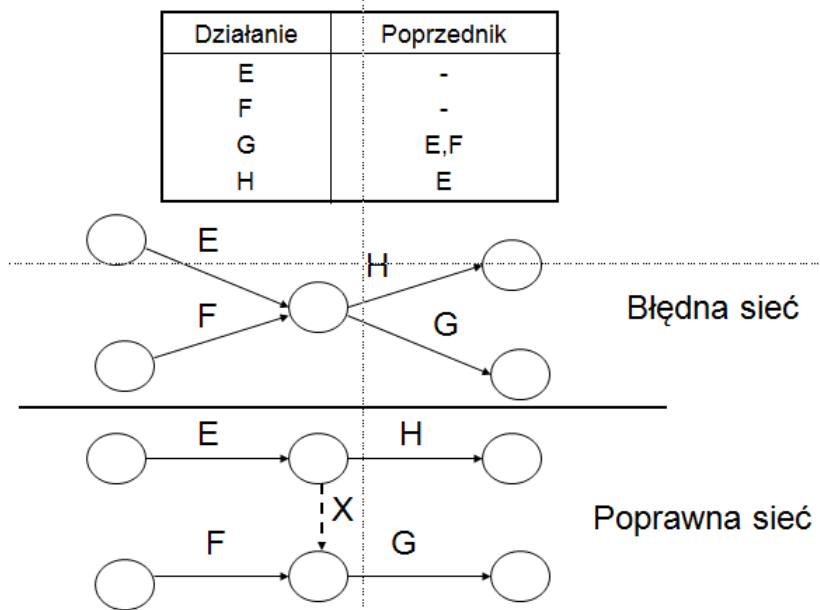 Działanie Poprzednik
E -
F -
G E,F
H E
E
H
F
G
Błędna sieć
E H
X
F G
Poprawna sieć